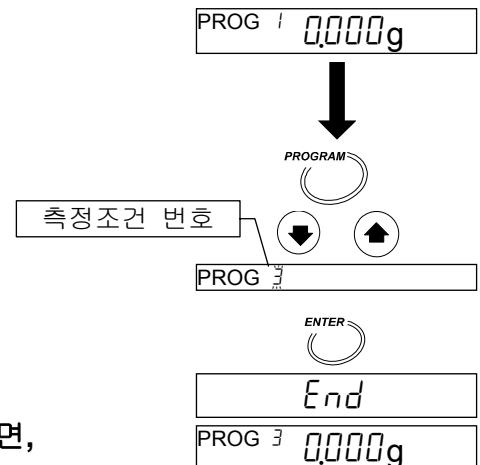 PROG 1 0.000g
PROGRAM
측정조건 번호
PROG 3
ENTER
End
면,
PROG 3 0.000g